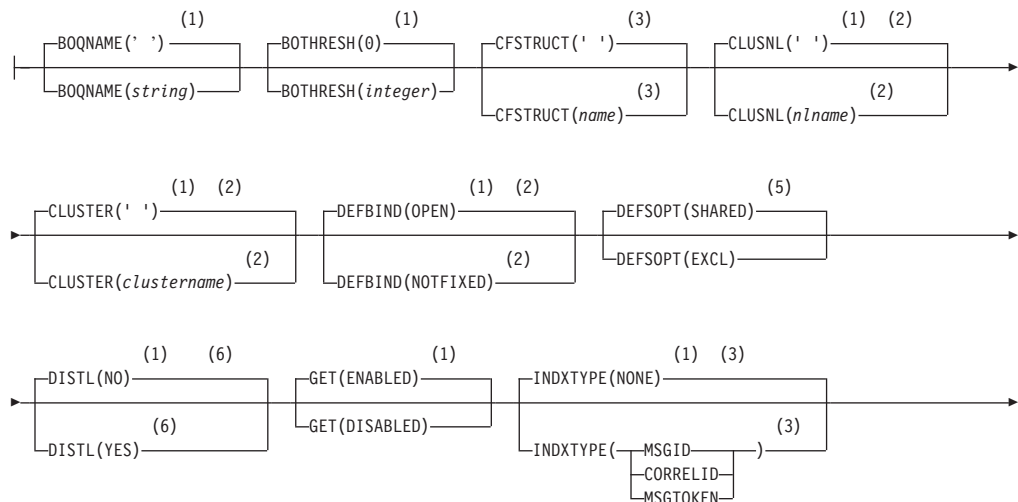 (1) (1) (3) (1) (2)
BOQNAME(' ') BOTHRESH(0) CFSTRUCT(' ') CLUSNL(' ')
(3) (2)
BOQNAME(string) BOTHRESH(integer) CFSTRUCT(name) CLUSNL(nlname)
(1) (2) (1) (2) (5)
CLUSTER(' ') DEFBIND(OPEN) DEFSOPT(SHARED)
(2) (2)
CLUSTER(clustername) DEFBIND(NOTFIXED) DEFSOPT(EXCL)
(1) (6) (1) (1) (3)
DISTL(NO) GET(ENABLED) INDXTYPE(NONE)
(6) (3)
DISTL(YES) GET(DISABLED) INDXTYPE( MSGID )
CORRELID
MSGTOKEN